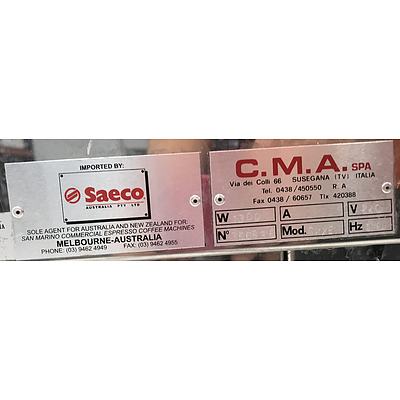 IMPORTED BY:
Saeco
AUSTRALIA PTY LTD
SOLE AGENT FOR AUSTRALIA AND NEW ZEALAND FOR:
SAN MARINO COMMERCIAL ESPRESSO COFFEE MACHINES
MELBOURNE-AUSTRALIA
PHONE: (03) 9462 4949 FAX: (03) 9462 4955
C.M.A. SPA
Via dei Colli 66 SUSEGANA (TV) ITALIA
Tel. 0438/450550 R.A
Fax 0438 / 60657 Tlx 420388
W A V
N° Mod. Hz